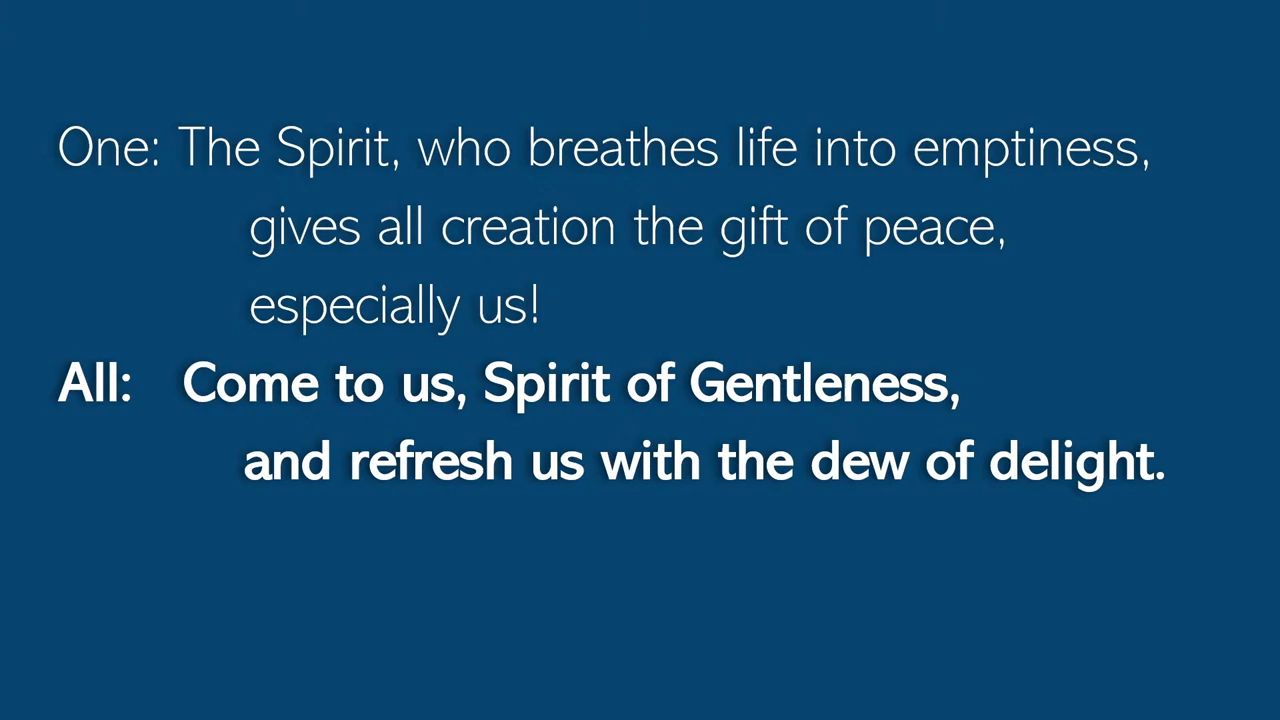 One: The Spirit, who breathes life into emptiness,
gives all creation the gift of peace,
especially us!
All: Come to us, Spirit of Gentleness,
and refresh us with the dew of delight.